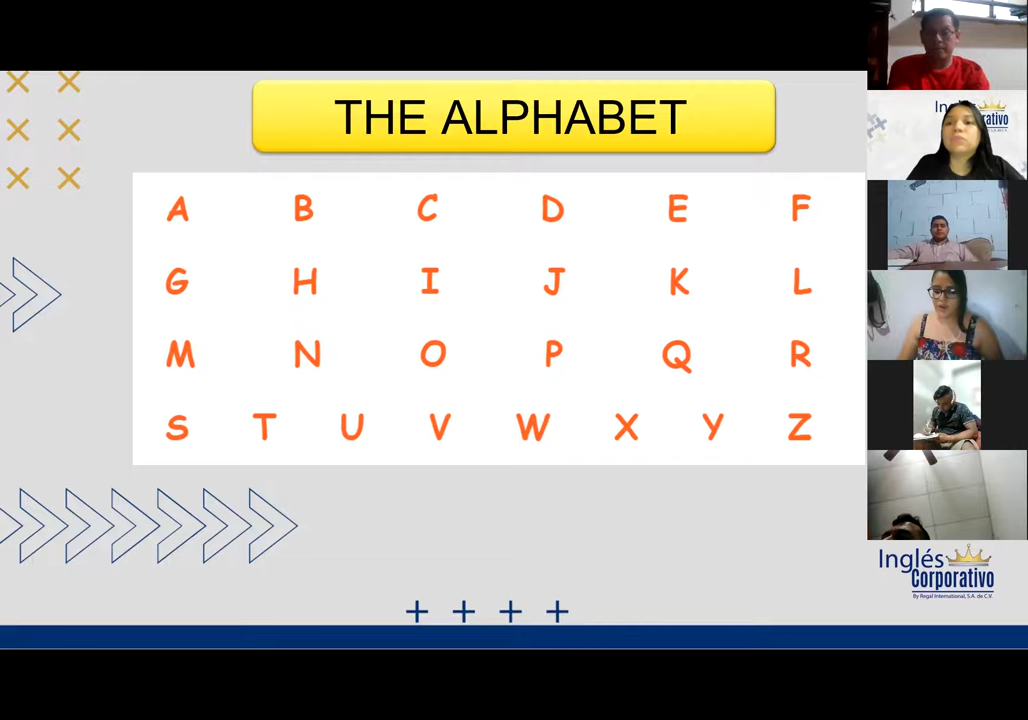 THE ALPHABET
A B C D E F
G H I J K L
M N O P Q R
S T U V W X Y Z
Inglés
Corporativo
By Regal International, S.A. de C.V.